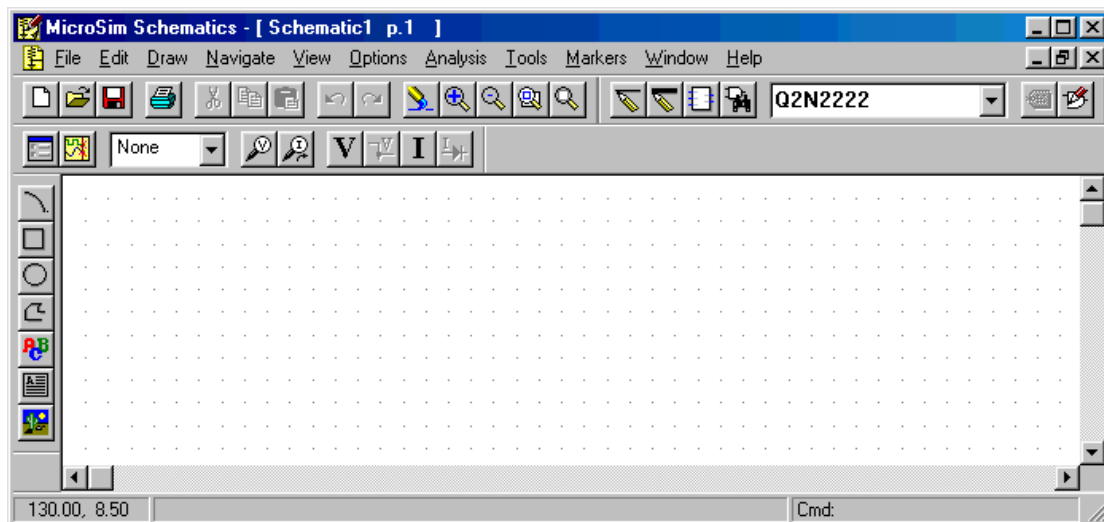 MicroSim Schematics - [ Schematic1 p.1 ]
File Edit Draw Navigate View Options Analysis Tools Markers Window Help
Q2N2222
None V I V I V I
ABC
A
130.00, 8.50 Cmd: